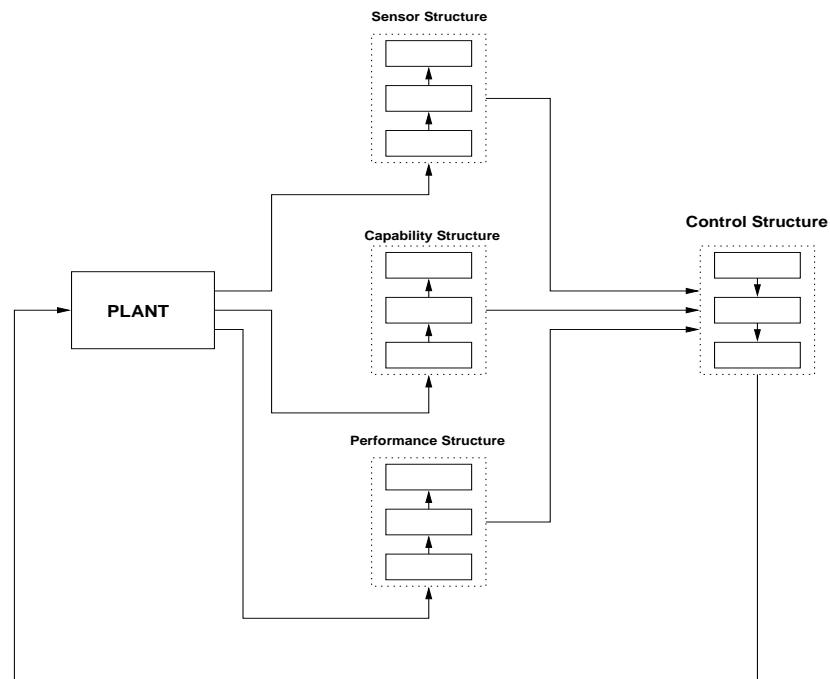 Sensor Structure
Capability Structure
Control Structure
PLANT
Performance Structure